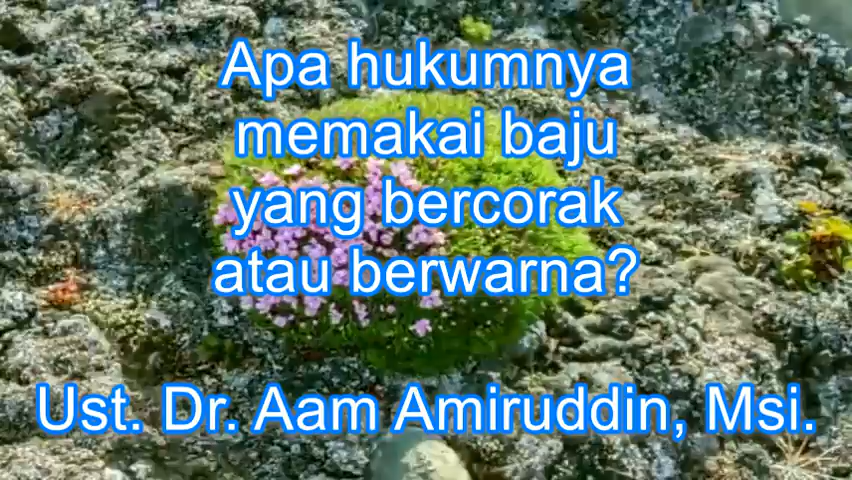 Apa hukumnya
memakai baju
yang bercorak
atau berwarna?
Ust. Dr. Aam Amiruddin, Msi.